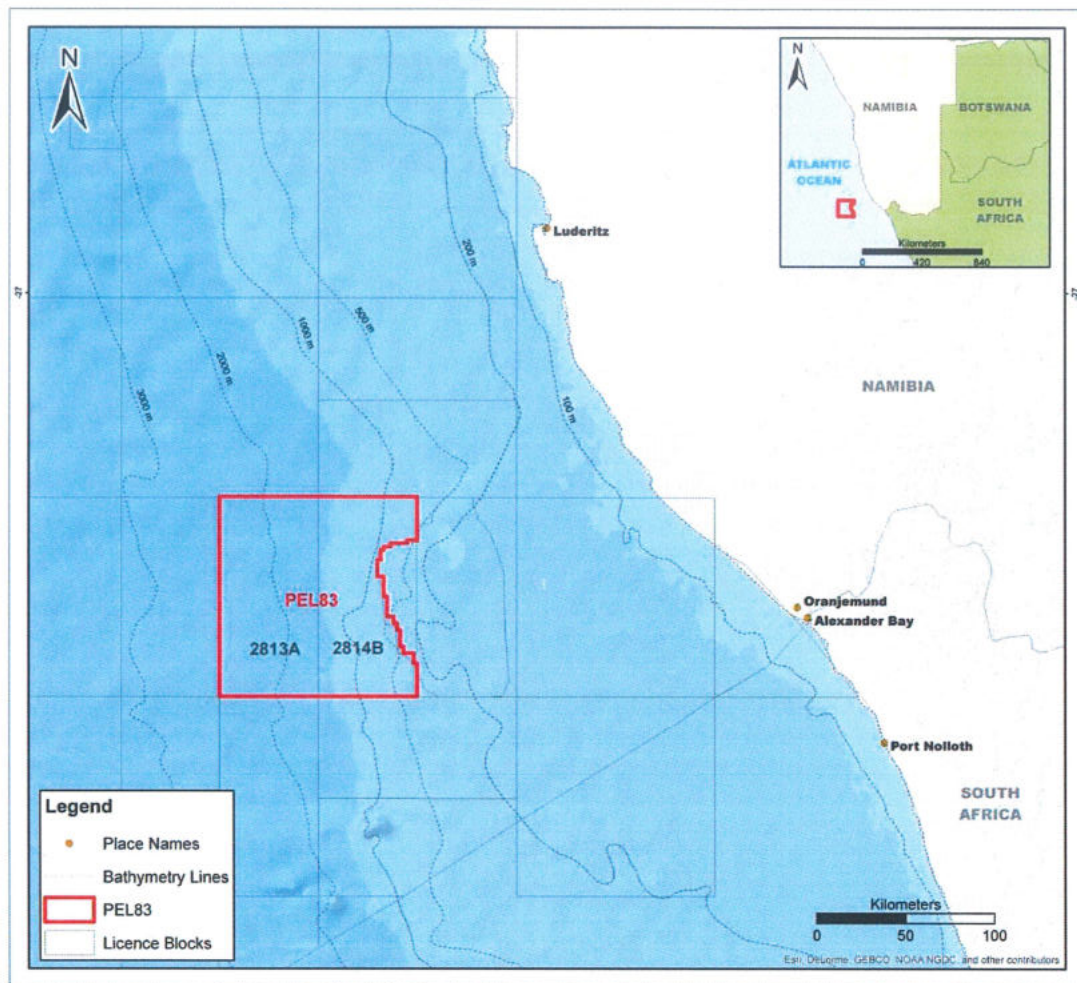 N
N
NAMIBIA
BOTSWANA
ATLANTIC
OCEAN
SOUTH
AFRICA
Kilometers
0 420 840
Luderitz
200 m
-27
-27
500 m
1000 m
2000 m
3000 m
100 m
NAMIBIA
PEL83
2813A 2814B
Oranjemund
Alexander Bay
Port Nolloth
SOUTH
AFRICA
Legend
Place Names
Bathymetry Lines
PEL83
Licence Blocks
Kilometers
0 50 100
Esri, DeLorme, GEBCO, NOAA NGDC, and other contributors